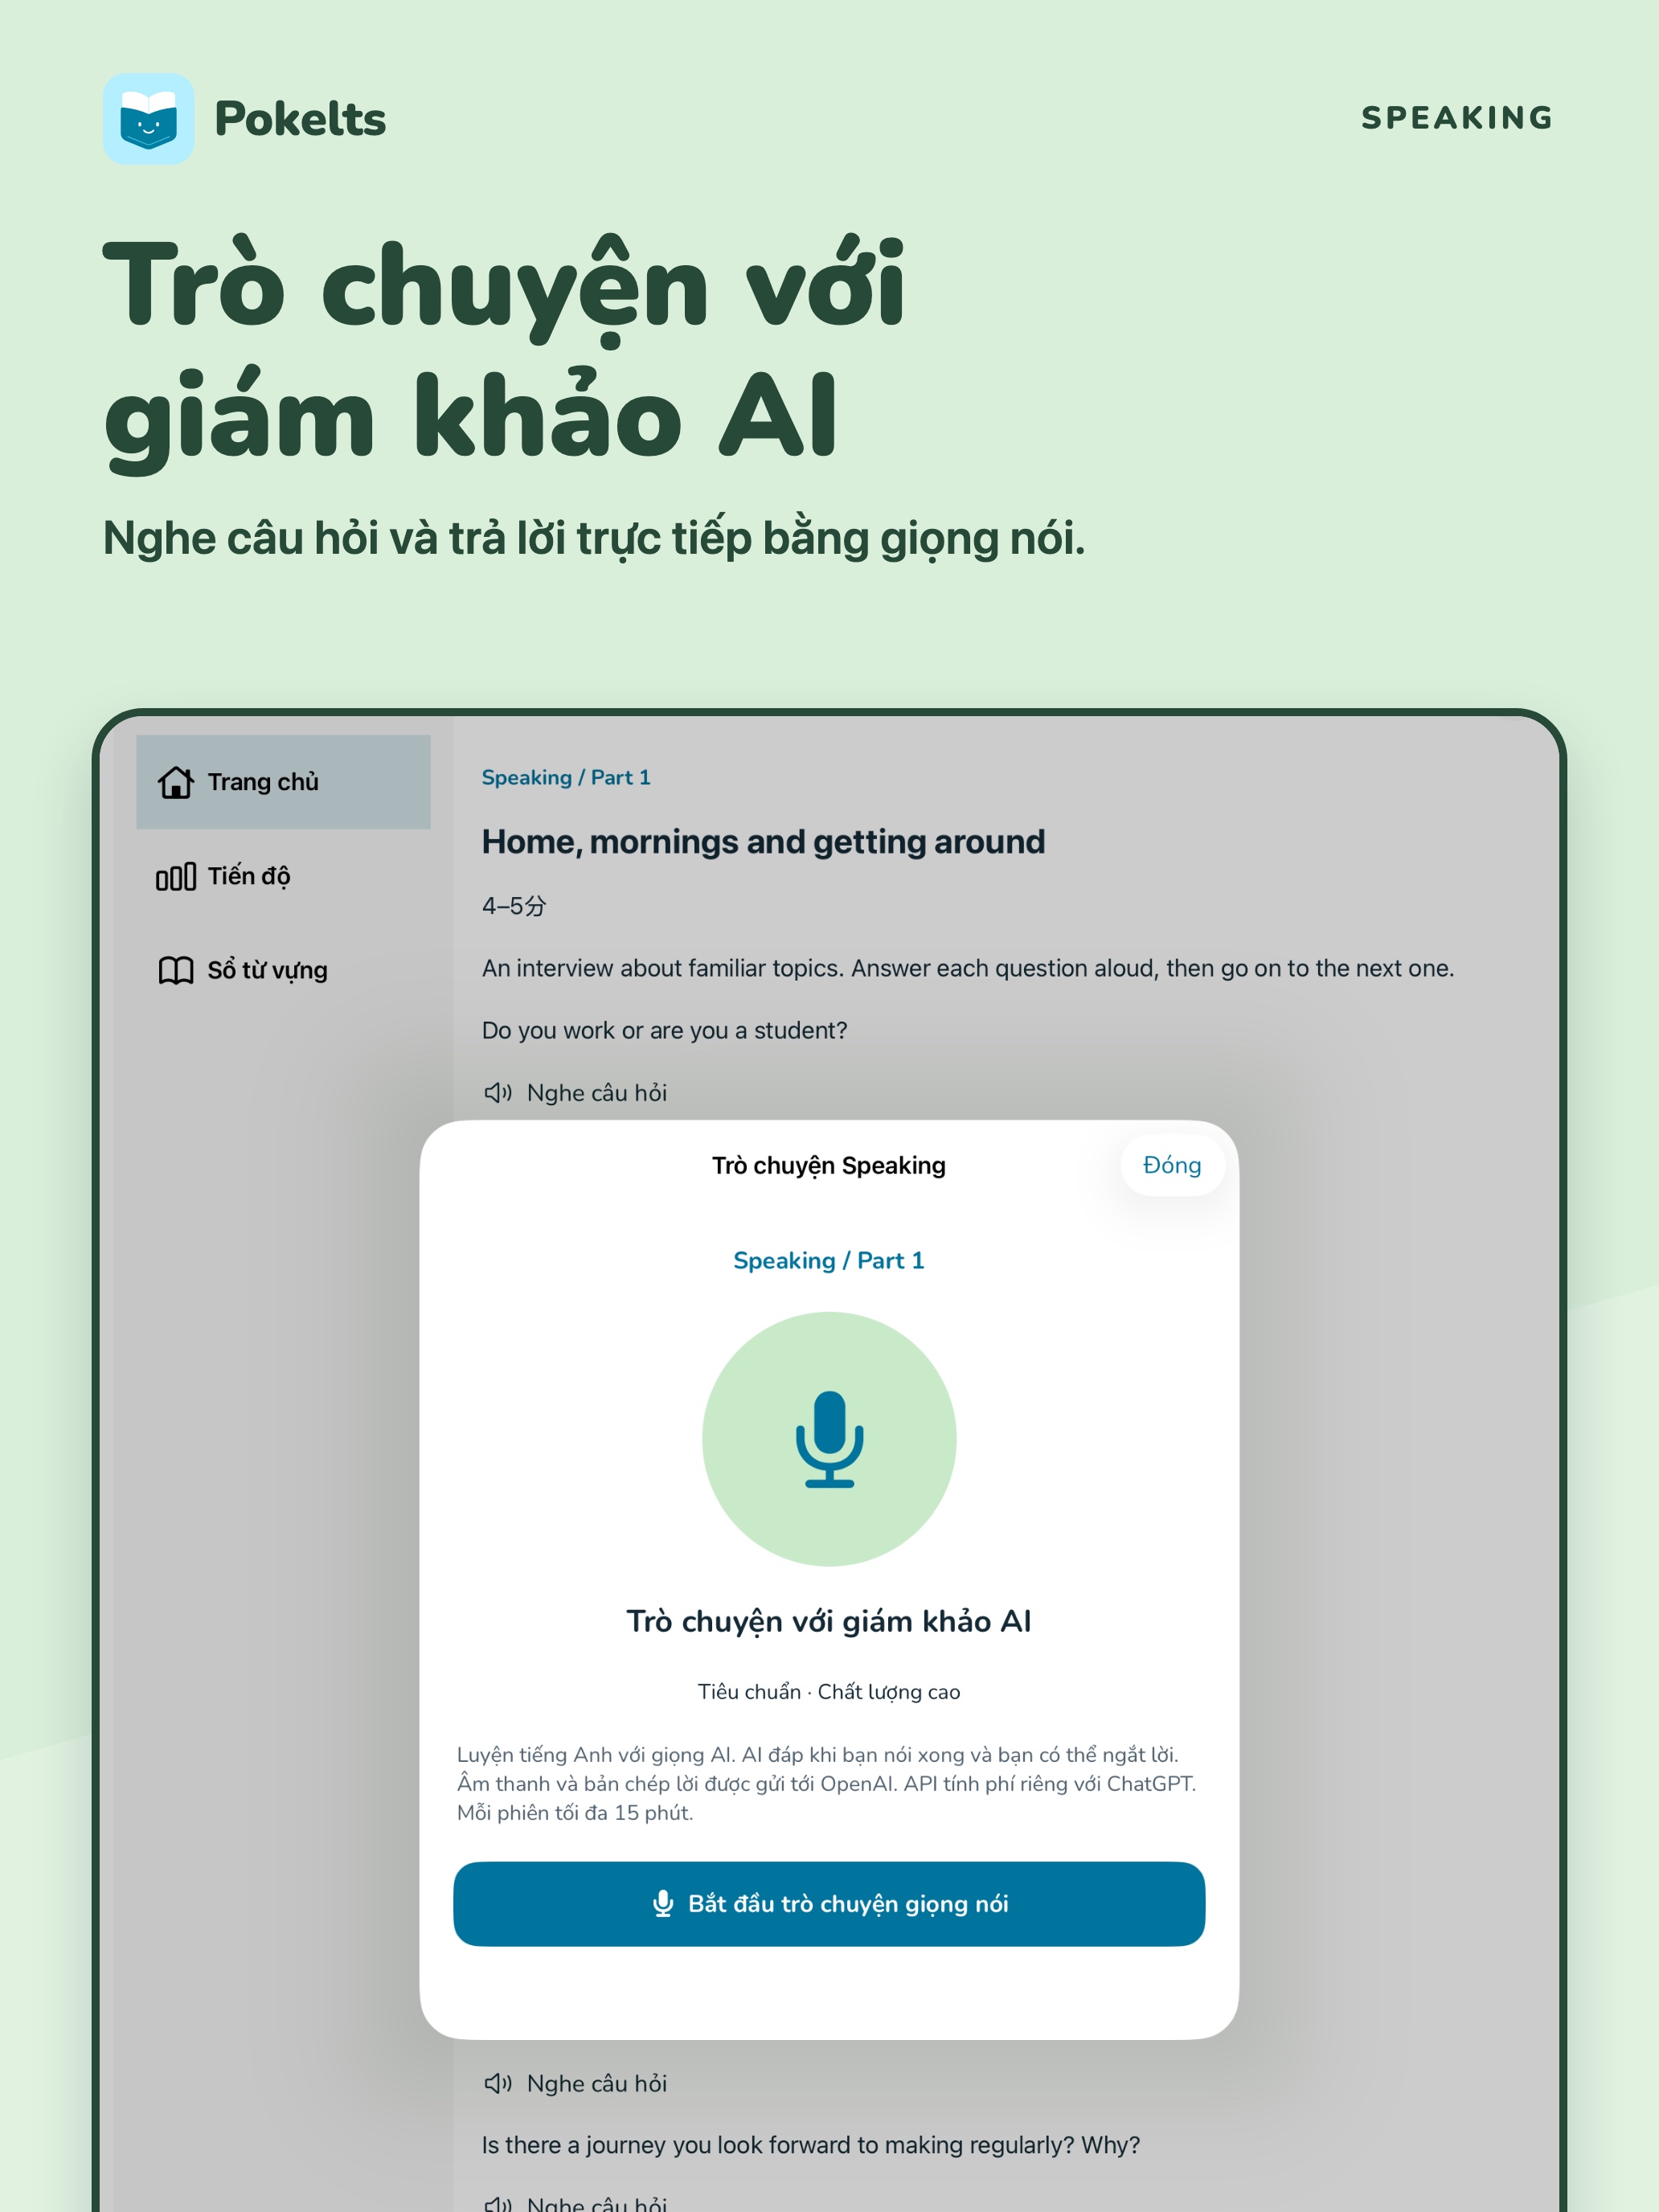 Pokelts
SPEAKING
Trò chuyện với
giám khảo AI
Nghe câu hỏi và trả lời trực tiếp bằng giọng nói.
Trang chủ
Tiến độ
Sổ từ vựng
Speaking / Part 1
Home, mornings and getting around
4–5分
An interview about familiar topics. Answer each question aloud, then go on to the next one.
Do you work or are you a student?
Nghe câu hỏi
Trò chuyện Speaking
Đóng
Speaking / Part 1
Trò chuyện với giám khảo AI
Tiêu chuẩn · Chất lượng cao
Luyện tiếng Anh với giọng AI. AI đáp khi bạn nói xong và bạn có thể ngắt lời.
Âm thanh và bản chép lời được gửi tới OpenAI. API tính phí riêng với ChatGPT.
Mỗi phiên tối đa 15 phút.
Bắt đầu trò chuyện giọng nói
Nghe câu hỏi
Is there a journey you look forward to making regularly? Why?
Nghe câu hỏi